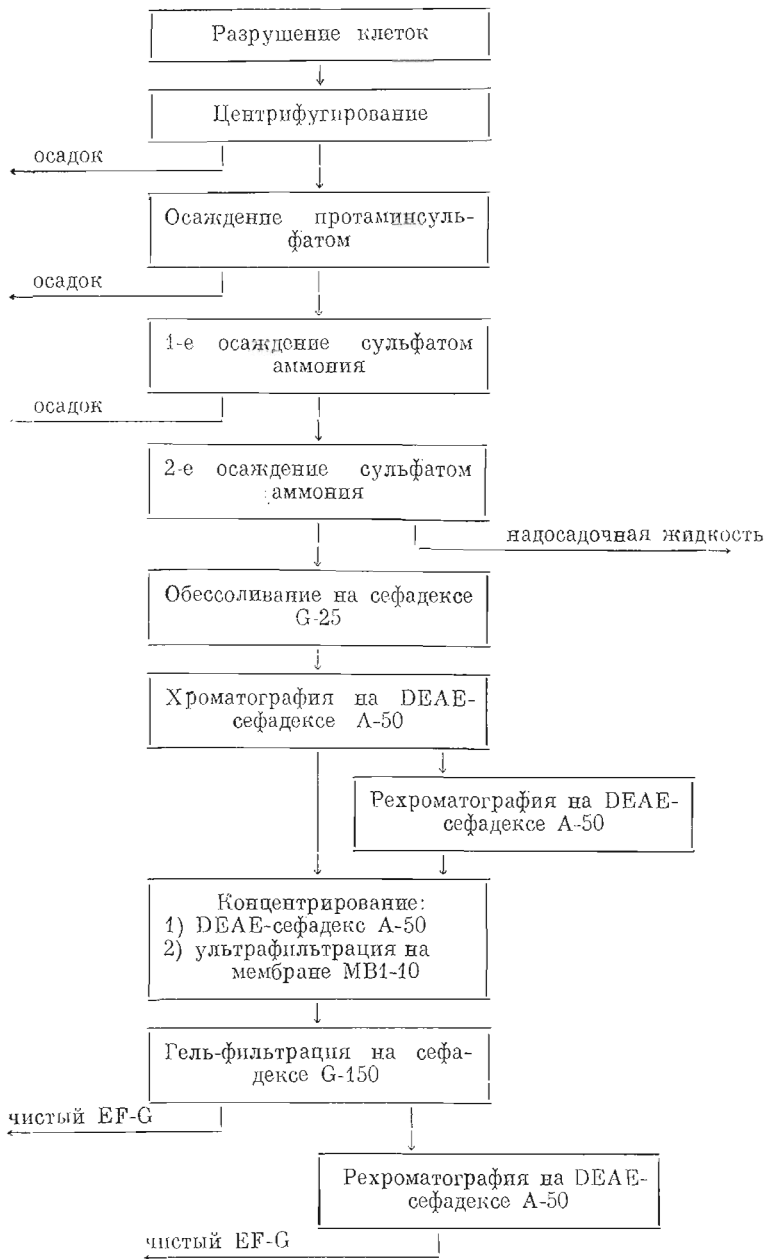 Разрушение клеток
Центрифугирование
осадок
Осаждение протаминсуль-
фатом
осадок
1-е осаждение сульфатом
аммония
осадок
2-е осаждение сульфатом
аммония
надосадочная жидкость
Обессоливание на сефадексе
G-25
Хроматография на DEAE-
сефадексе A-50
Рехроматография на DEAE-
сефадексе A-50
Концентрирование:
1) DEAE-сефадекс A-50
2) ультрафильтрация на
мембране МВ1-10
Гель-фильтрация на сефа-
дексе G-150
чистый EF-G
Рехроматография на DEAE-
сефадексе A-50
чистый EF-G